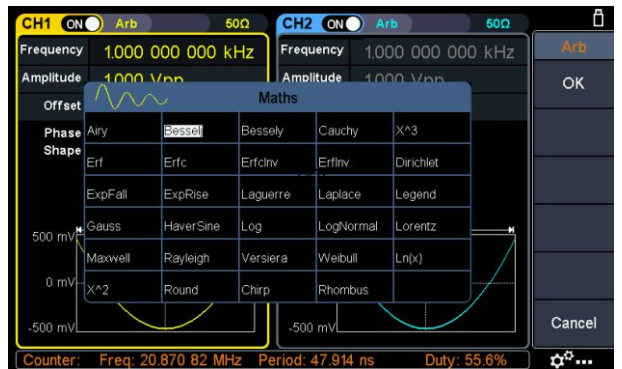 CH1 ON Arb 50Ω CH2 ON Arb 50Ω
Frequency 1.000 000 000 kHz Frequency 1.000 000 000 kHz Arb
Amplitude 1.000 Vpp Amplitude 1.000 Vpp OK
Offset Maths
Phase Airy Bessel Bessely Cauchy X^3
Shape
Erf Erfc ErfcInv ErfInv Dirichlet
ExpFall ExpRise Laguerre Laplace Legend
Gauss HaverSine Log LogNormal Lorentz
500 mV
Maxwell Rayleigh Versiera Weibull Ln(x)
0 mV X^2 Round Chirp Rhombus
-500 mV -500 mV Cancel
Counter: Freq: 20.870 82 MHz Period: 47.914 ns Duty: 55.6%